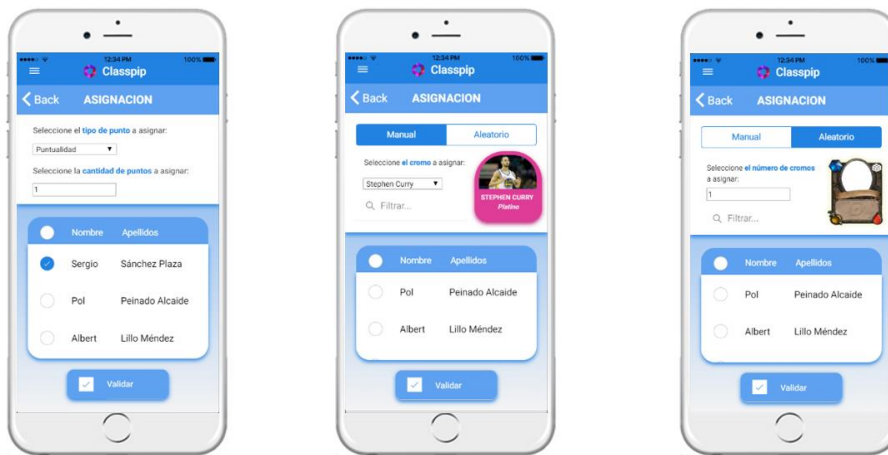 12:34 PM
100%
Classpip
Back
ASIGNACION
Seleccione el tipo de punto a asignar:
Puntualidad
Seleccione la cantidad de puntos a asignar:
1
Nombre Apellidos
Sergio Sánchez Plaza
Pol Peinado Alcaide
Albert Lillo Méndez
Validar
12:34 PM
100%
Classpip
Back
ASIGNACION
Manual Aleatorio
Seleccione el cromo a asignar:
Stephen Curry
Filtrar...
STEPHEN CURRY
Platino
Nombre Apellidos
Pol Peinado Alcaide
Albert Lillo Méndez
Validar
12:34 PM
100%
Classpip
Back
ASIGNACION
Manual Aleatorio
Seleccione el número de cromos
a asignar:
1
Filtrar...
Nombre Apellidos
Pol Peinado Alcaide
Albert Lillo Méndez
Validar